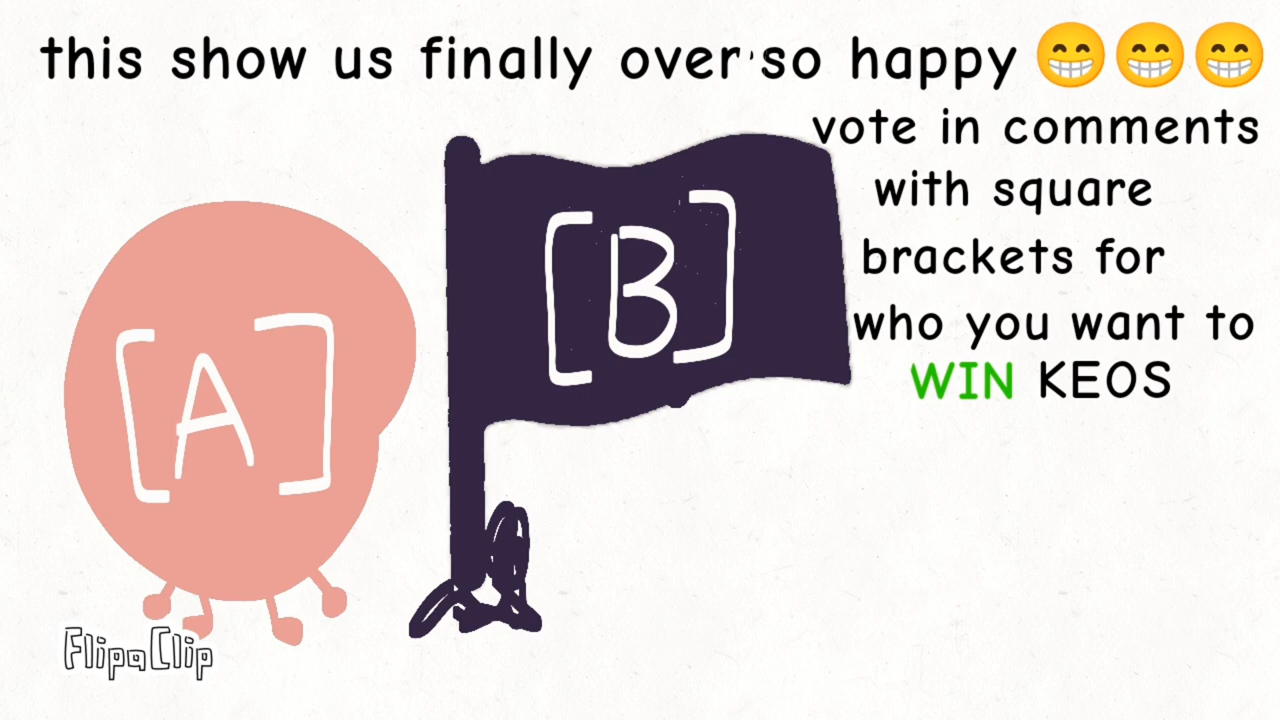 this show us finally over so happy 😁😁😁
vote in comments
with square
brackets for
who you want to
WIN KEOS
[A]
[B]
FlipaClip